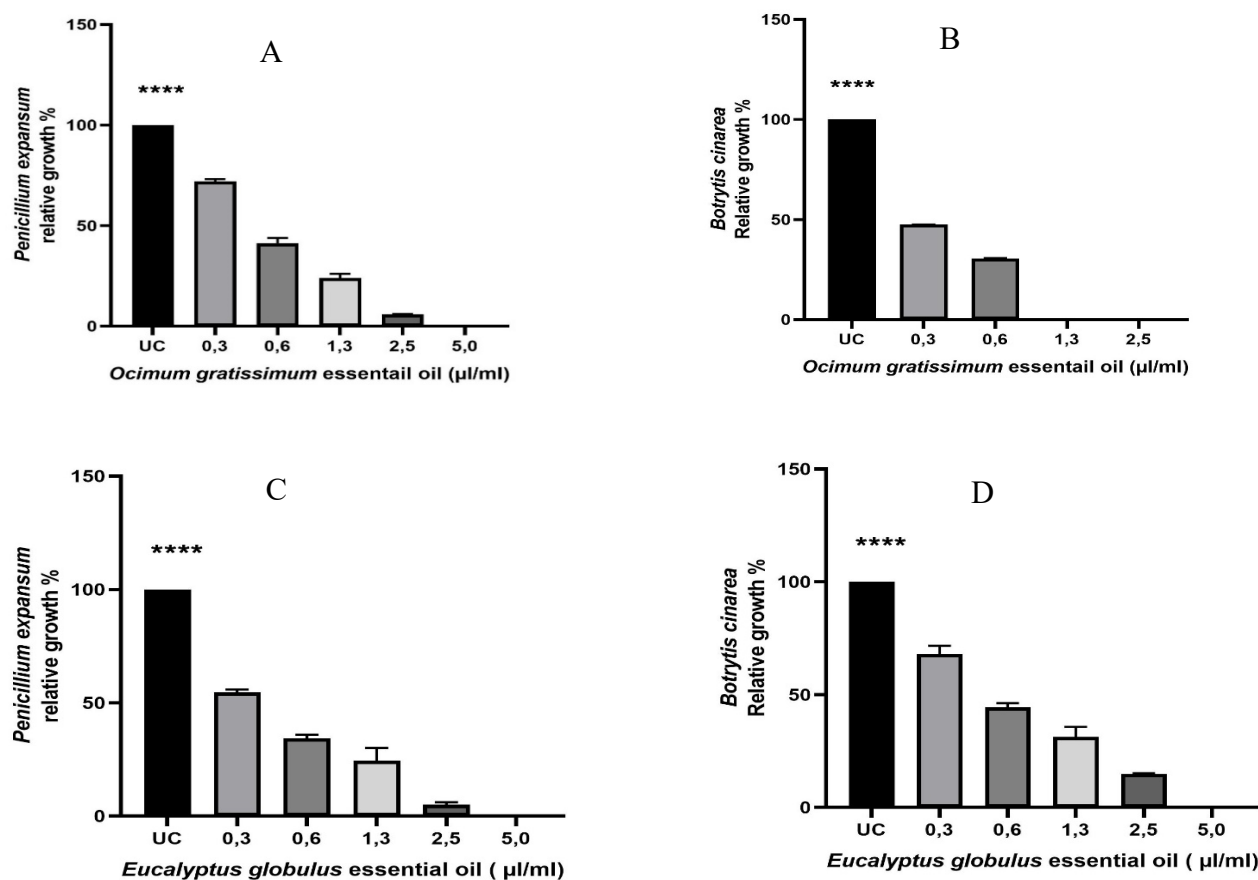 A
150
100
50
0
****
Penicillium expansum
relative growth %
UC 0,3 0,6 1,3 2,5 5,0
Ocimum gratissimum essentail oil (µl/ml)
B
150
100
50
0
****
Botrytis cinarea
Relative growth %
UC 0,3 0,6 1,3 2,5
Ocimum gratissimum essentail oil (µl/ml)
C
150
100
50
0
****
Penicillium expansum
relative growth %
UC 0,3 0,6 1,3 2,5 5,0
Eucalyptus globulus essential oil ( µl/ml)
D
150
100
50
0
****
Botrytis cinarea
Relative growth %
UC 0,3 0,6 1,3 2,5 5,0
Eucalyptus globulus essential oil ( µl/ml)